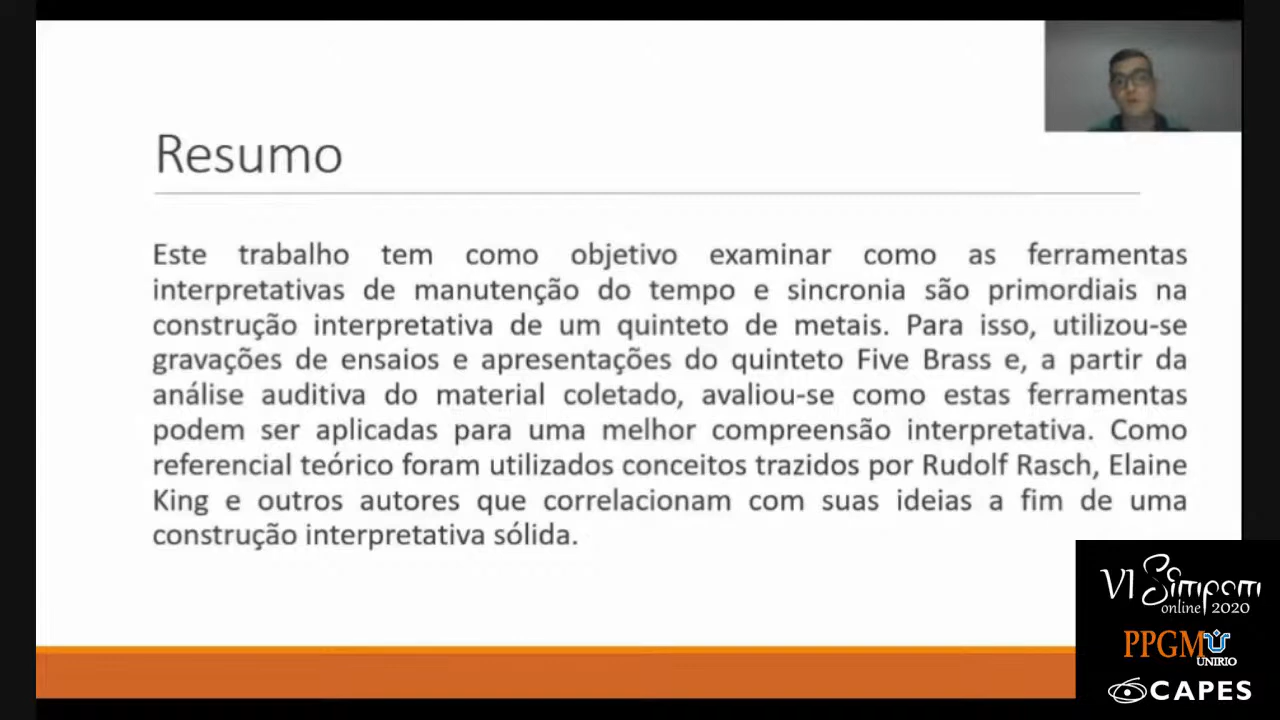 Resumo
Este trabalho tem como objetivo examinar como as ferramentas
interpretativas de manutenção do tempo e sincronia são primordiais na
construção interpretativa de um quinteto de metais. Para isso, utilizou-se
gravações de ensaios e apresentações do quinteto Five Brass e, a partir da
análise auditiva do material coletado, avaliou-se como estas ferramentas
podem ser aplicadas para uma melhor compreensão interpretativa. Como
referencial teórico foram utilizados conceitos trazidos por Rudolf Rasch, Elaine
King e outros autores que correlacionam com suas ideias a fim de uma
construção interpretativa sólida.
VI Simpom
online 2020
PPGM
UNIRIO
CAPES